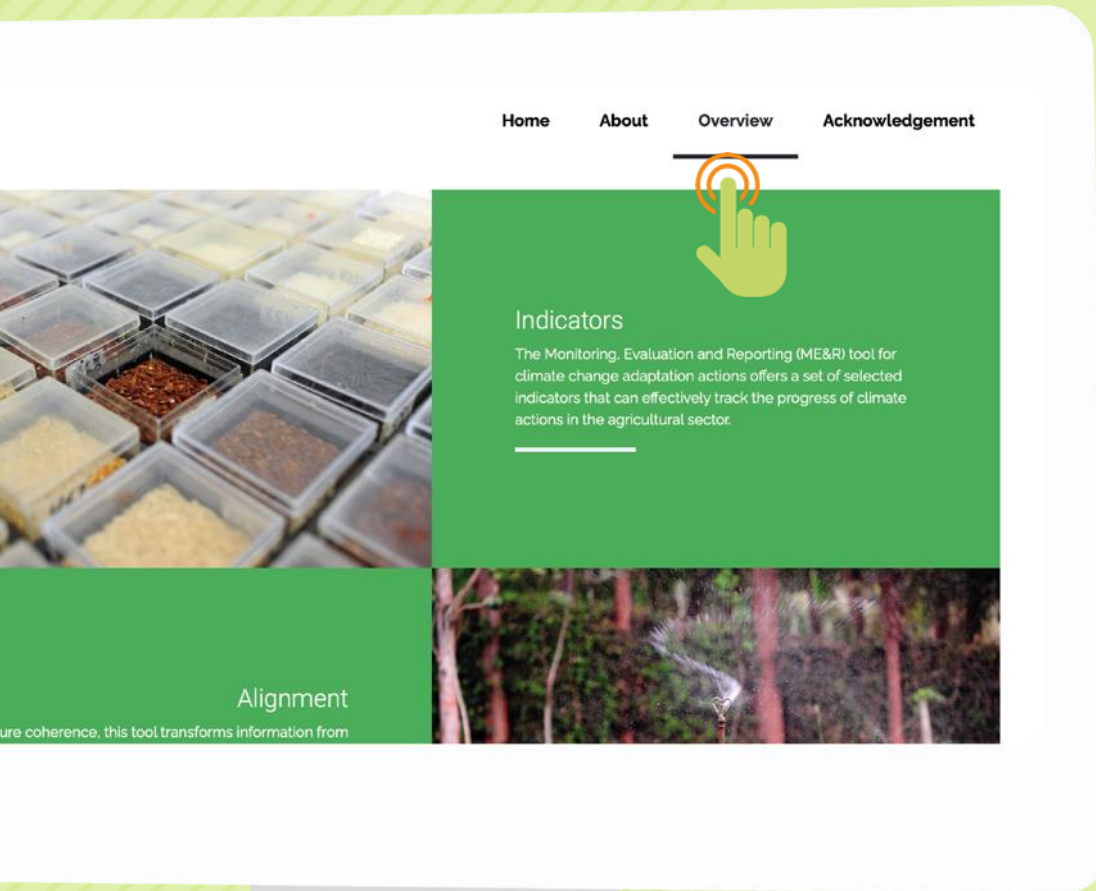 Home About Overview Acknowledgement
Indicators
The Monitoring, Evaluation and Reporting (ME&R) tool for
climate change adaptation actions offers a set of selected
indicators that can effectively track the progress of climate
actions in the agricultural sector.
Alignment
coherence, this tool transforms information from